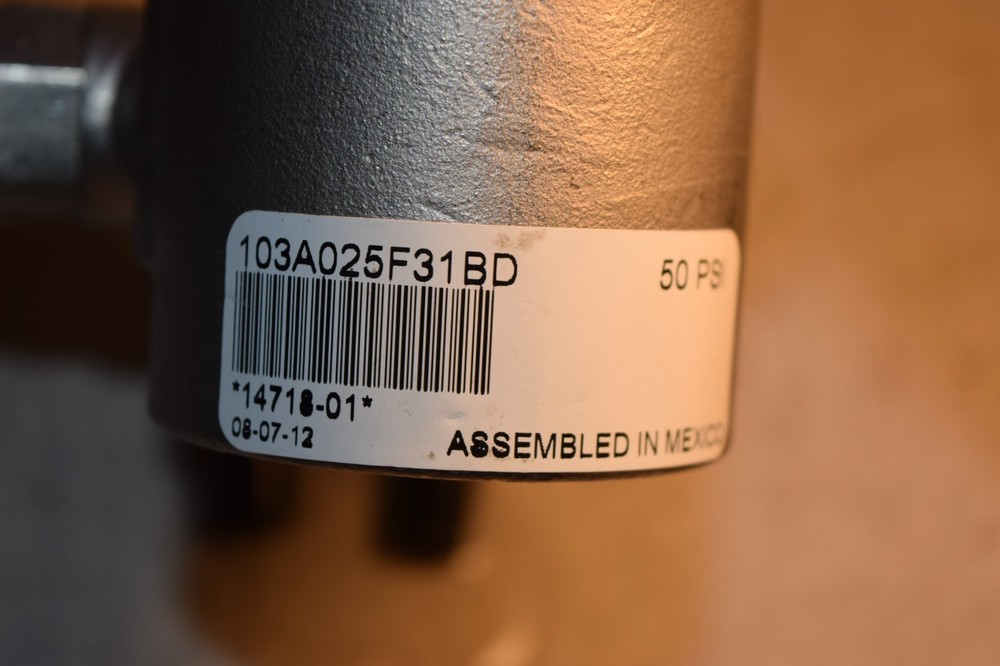 103A025F31BD
50 PSI
*14718-01*
08-07-12
ASSEMBLED IN MEXICO